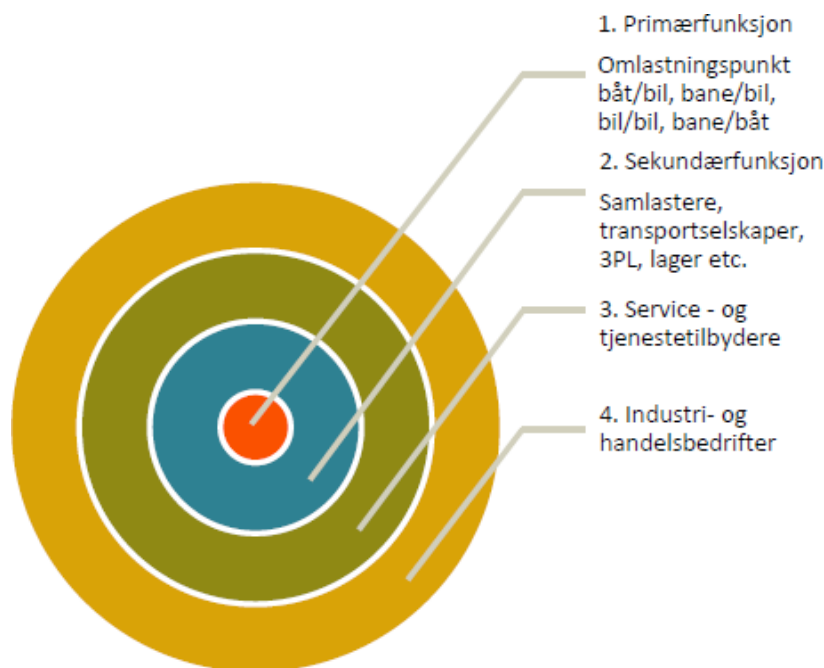 1. Primærfunksjon
Omlastningspunkt
båt/bil, bane/bil,
bil/bil, bane/båt
2. Sekundærfunksjon
Samlastere,
transportselskaper,
3PL, lager etc.
3. Service - og
tjenestetilbydere
4. Industri- og
handelsbedrifter